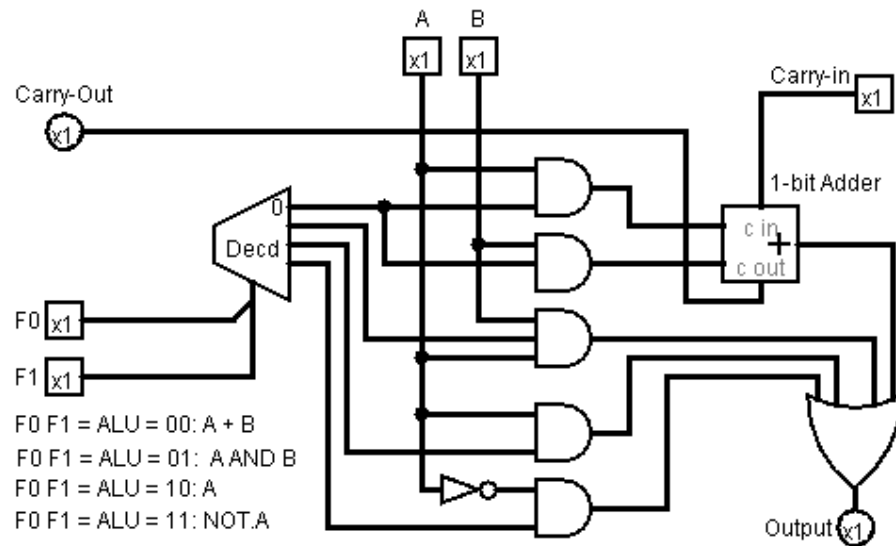 A B
x1 x1
Carry-in
x1
Carry-Out
x1
1-bit Adder
0
Decd
c in
+
c out
F0 x1
F1 x1
F0 F1 = ALU = 00: A + B
F0 F1 = ALU = 01: A AND B
F0 F1 = ALU = 10: A
F0 F1 = ALU = 11: NOT.A
Output x1